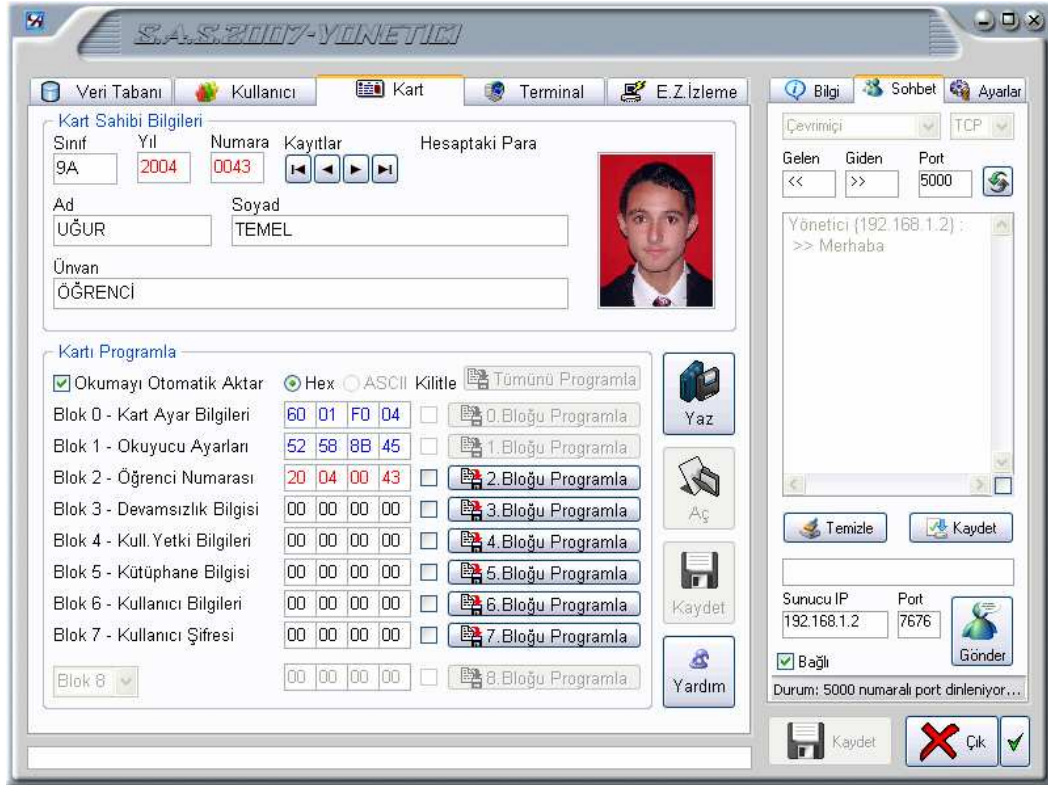 S.A.S.2007-YÖNETİCİ
Veri Tabanı Kullanıcı Kart Terminal E.Z.İzleme
Kart Sahibi Bilgileri
Sınıf Yıl Numara Kayıtlar Hesaptaki Para
9A 2004 0043
Ad Soyad
UĞUR TEMEL
Ünvan
ÖĞRENCİ
Kartı Programla
Okumayı Otomatik Aktar Hex ASCII Kilitle Tümünü Programla
Blok 0 - Kart Ayar Bilgileri 60 01 F0 04 0.Bloğu Programla
Blok 1 - Okuyucu Ayarları 52 58 8B 45 1.Bloğu Programla
Blok 2 - Öğrenci Numarası 20 04 00 43 2.Bloğu Programla
Blok 3 - Devamsızlık Bilgisi 00 00 00 00 3.Bloğu Programla
Blok 4 - Kull.Yetki Bilgileri 00 00 00 00 4.Bloğu Programla
Blok 5 - Kütüphane Bilgisi 00 00 00 00 5.Bloğu Programla
Blok 6 - Kullanıcı Bilgileri 00 00 00 00 6.Bloğu Programla
Blok 7 - Kullanıcı Şifresi 00 00 00 00 7.Bloğu Programla
Blok 8 00 00 00 00 8.Bloğu Programla
Yaz
Aç
Kaydet
Yardım
Bilgi Sohbet Ayarlar
Çevrimiçi TCP
Gelen Giden Port
<< >> 5000
Yönetici {192.168.1.2} :
>> Merhaba
Temizle Kaydet
Sunucu IP Port
192.168.1.2 7676
Gönder
Bağlı
Durum: 5000 numaralı port dinleniyor...
Kaydet Çık